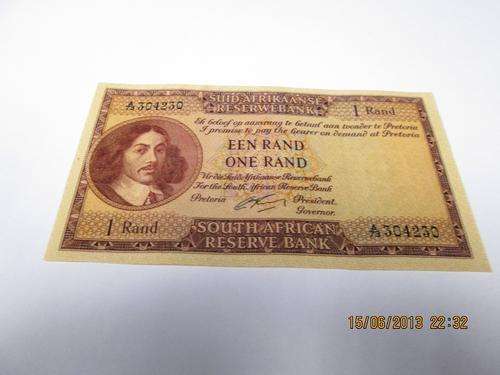 SUID-AFRIKAANSE
RESERWEBANK
304230
1 Rand
Ek beloof op aanvraag te betaal aan toonder te Pretoria
I promise to pay the bearer on demand at Pretoria
EEN RAND
ONE RAND
Vir die Suid-Afrikaanse Reserwebank
For the South African Reserve Bank
Pretoria
President.
Governor.
1 Rand
SOUTH AFRICAN
RESERVE BANK
304230
15/06/2013 22:32